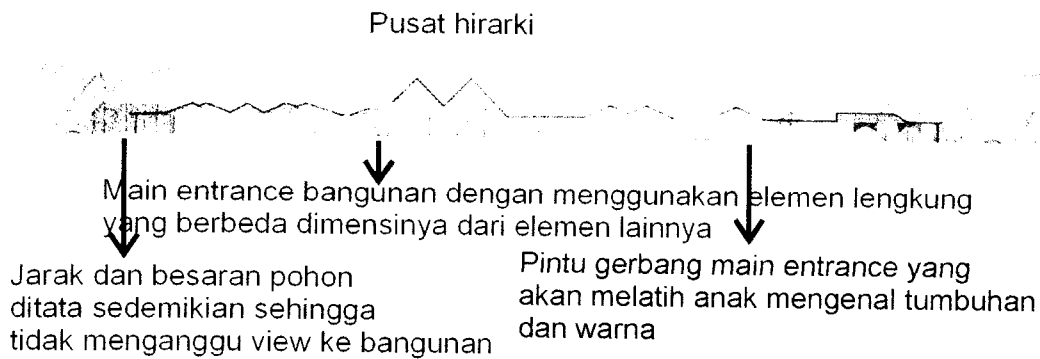 Pusat hirarki
Main entrance bangunan dengan menggunakan elemen lengkung
yang berbeda dimensinya dari elemen lainnya
Jarak dan besaran pohon
ditata sedemikian sehingga
tidak menganggu view ke bangunan
Pintu gerbang main entrance yang
akan melatih anak mengenal tumbuhan
dan warna